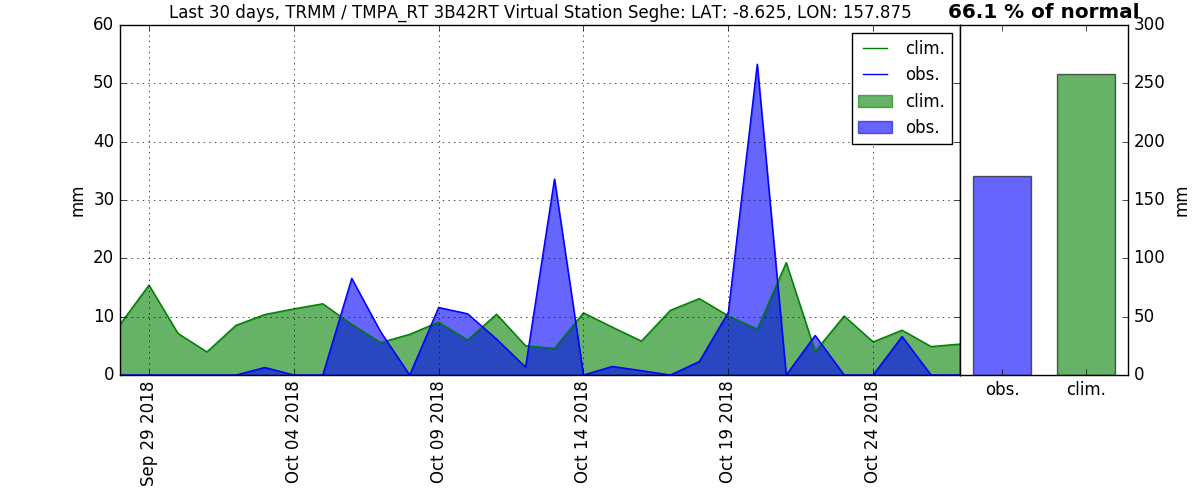 Last 30 days, TRMM / TMPA_RT 3B42RT Virtual Station Seghe: LAT: -8.625, LON: 157.875
66.1 % of normal
60
50
40
30
20
10
0
mm
clim.
obs.
clim.
obs.
Sep 29 2018
Oct 04 2018
Oct 09 2018
Oct 14 2018
Oct 19 2018
Oct 24 2018
300
250
200
150
100
50
0
mm
obs.
clim.